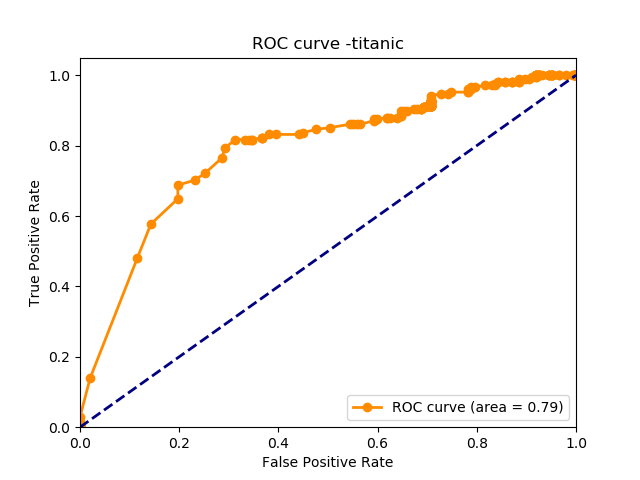 ROC curve -titanic
1.0
0.8
0.6
0.4
0.2
0.0
True Positive Rate
0.0 0.2 0.4 0.6 0.8 1.0
False Positive Rate
ROC curve (area = 0.79)